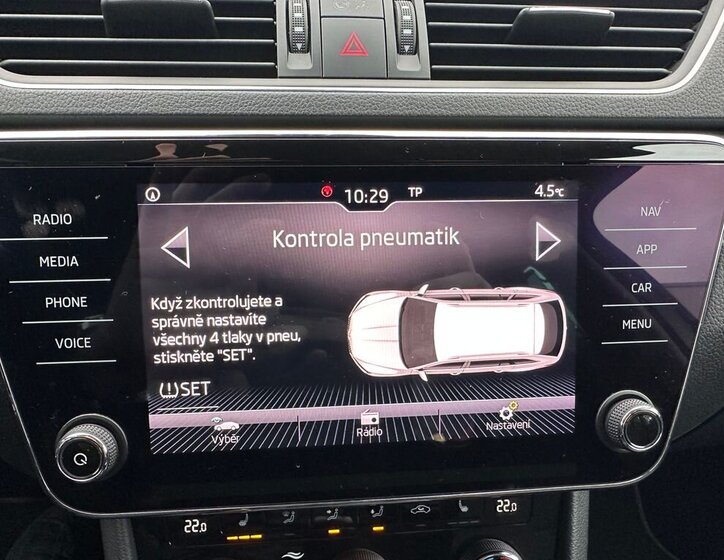 10:29
TP
4.5°C
RADIO
MEDIA
PHONE
VOICE
Kontrola pneumatik
Když zkontrolujete a
správně nastavíte
všechny 4 tlaky v pneu,
stiskněte "SET".
SET
Výběr
Rádio
Nastavení
NAV
APP
CAR
MENU
22.0
22.0